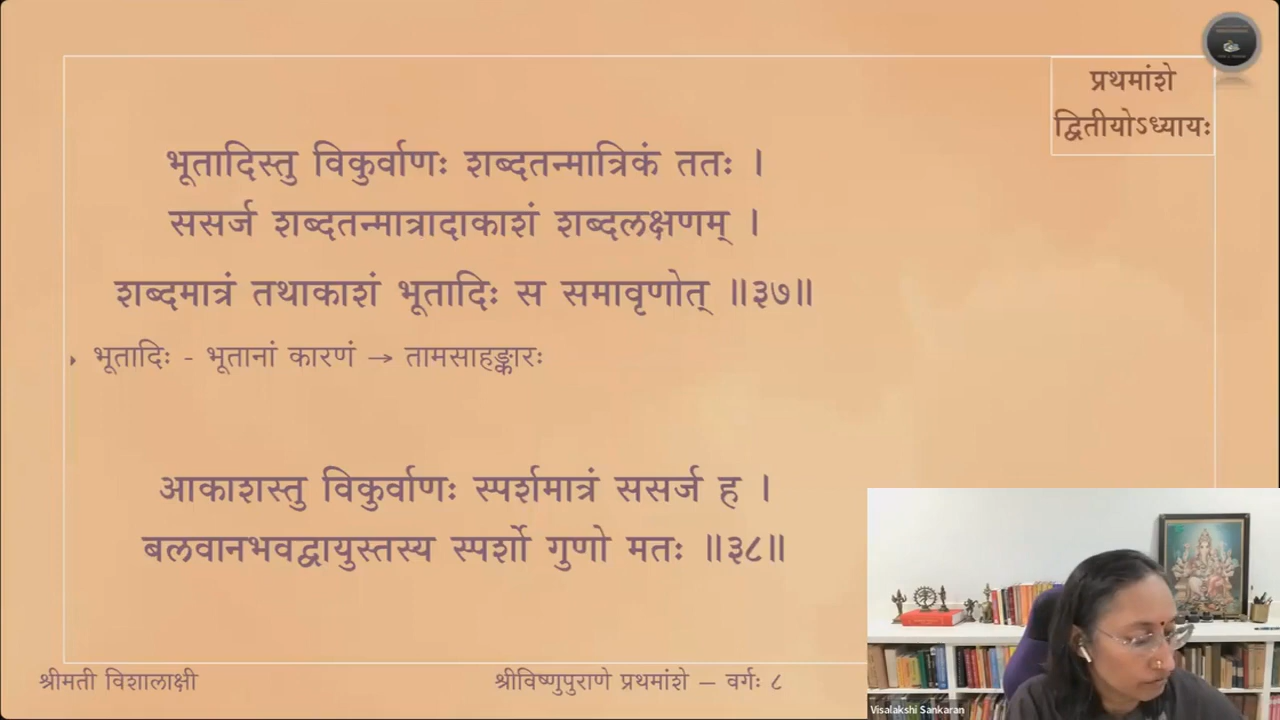 प्रथमांशे
द्वितीयोऽध्यायः
भूतादिस्तु विकुर्वाणः शब्दतन्मात्रिकं ततः ।
ससर्ज शब्दतन्मात्रादाकाशं शब्दलक्षणम् ।
शब्दमात्रं तथाकाशं भूतादिः स समावृणोत् ॥३७॥
भूतादिः - भूतानां कारणं → तामसाहङ्कारः
आकाशस्तु विकुर्वाणः स्पर्शमात्रं ससर्ज ह ।
बलवानभवद्वायुस्तस्य स्पर्शो गुणो मतः ॥३८॥
श्रीमती विशालाक्षी
श्रीविष्णुपुराणे प्रथमांशे – वर्गः ८
Visalakshi Sankaran